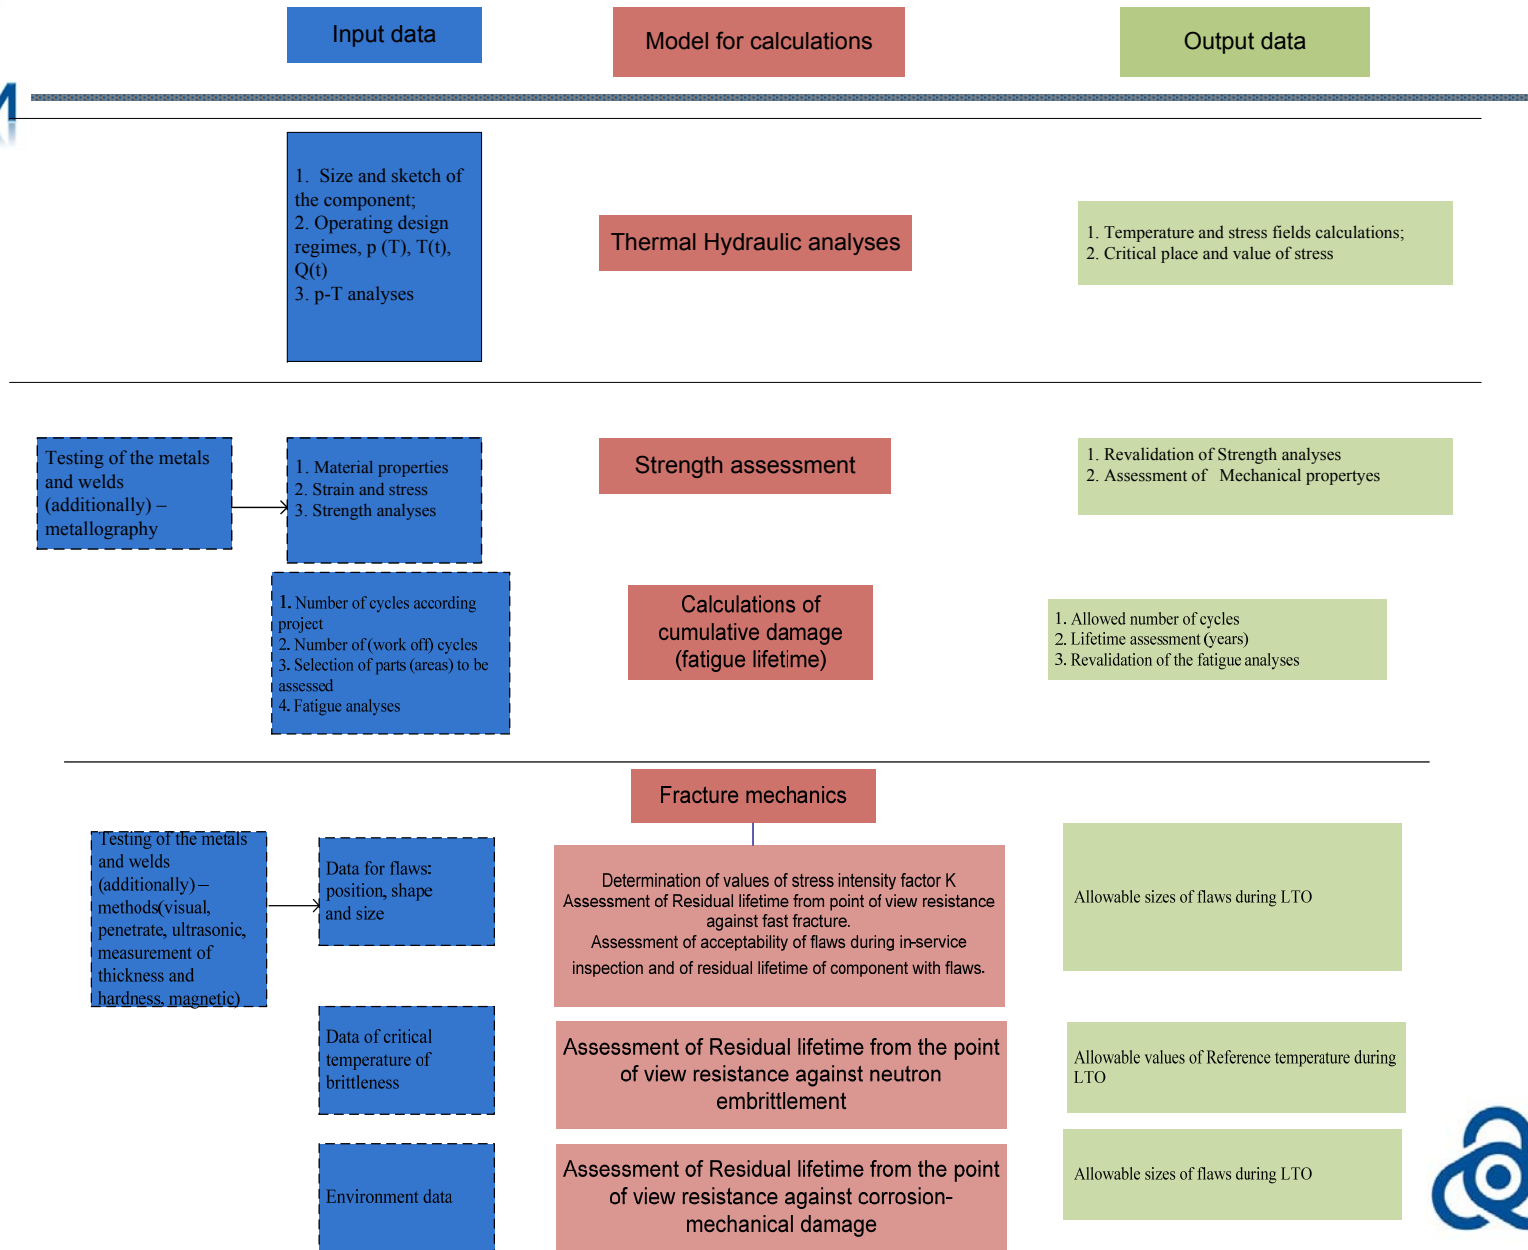 Input data
Model for calculations
Output data
1. Size and sketch of
the component;
2. Operating design
regimes, p (T), T(t),
Q(t)
3. p-T analyses
Thermal Hydraulic analyses
1. Temperature and stress fields calculations;
2. Critical place and value of stress
Testing of the metals
and welds
(additionally) –
metallography
1. Material properties
2. Strain and stress
3. Strength analyses
Strength assessment
1. Revalidation of Strength analyses
2. Assessment of Mechanical propertyes
1. Number of cycles according
project
2. Number of (work off) cycles
3. Selection of parts (areas) to be
assessed
4. Fatigue analyses
Calculations of
cumulative damage
(fatigue lifetime)
1. Allowed number of cycles
2. Lifetime assessment (years)
3. Revalidation of the fatigue analyses
Fracture mechanics
Testing of the metals
and welds
(additionally) –
methods(visual,
penetrate, ultrasonic,
measurement of
thickness and
hardness, magnetic)
Data for flaws:
position, shape
and size
Determination of values of stress intensity factor K
Assessment of Residual lifetime from point of view resistance
against fast fracture.
Assessment of acceptability of flaws during in-service
inspection and of residual lifetime of component with flaws.
Allowable sizes of flaws during LTO
Data of critical
temperature of
brittleness
Assessment of Residual lifetime from the point
of view resistance against neutron
embrittlement
Allowable values of Reference temperature during
LTO
Environment data
Assessment of Residual lifetime from the point
of view resistance against corrosion-
mechanical damage
Allowable sizes of flaws during LTO